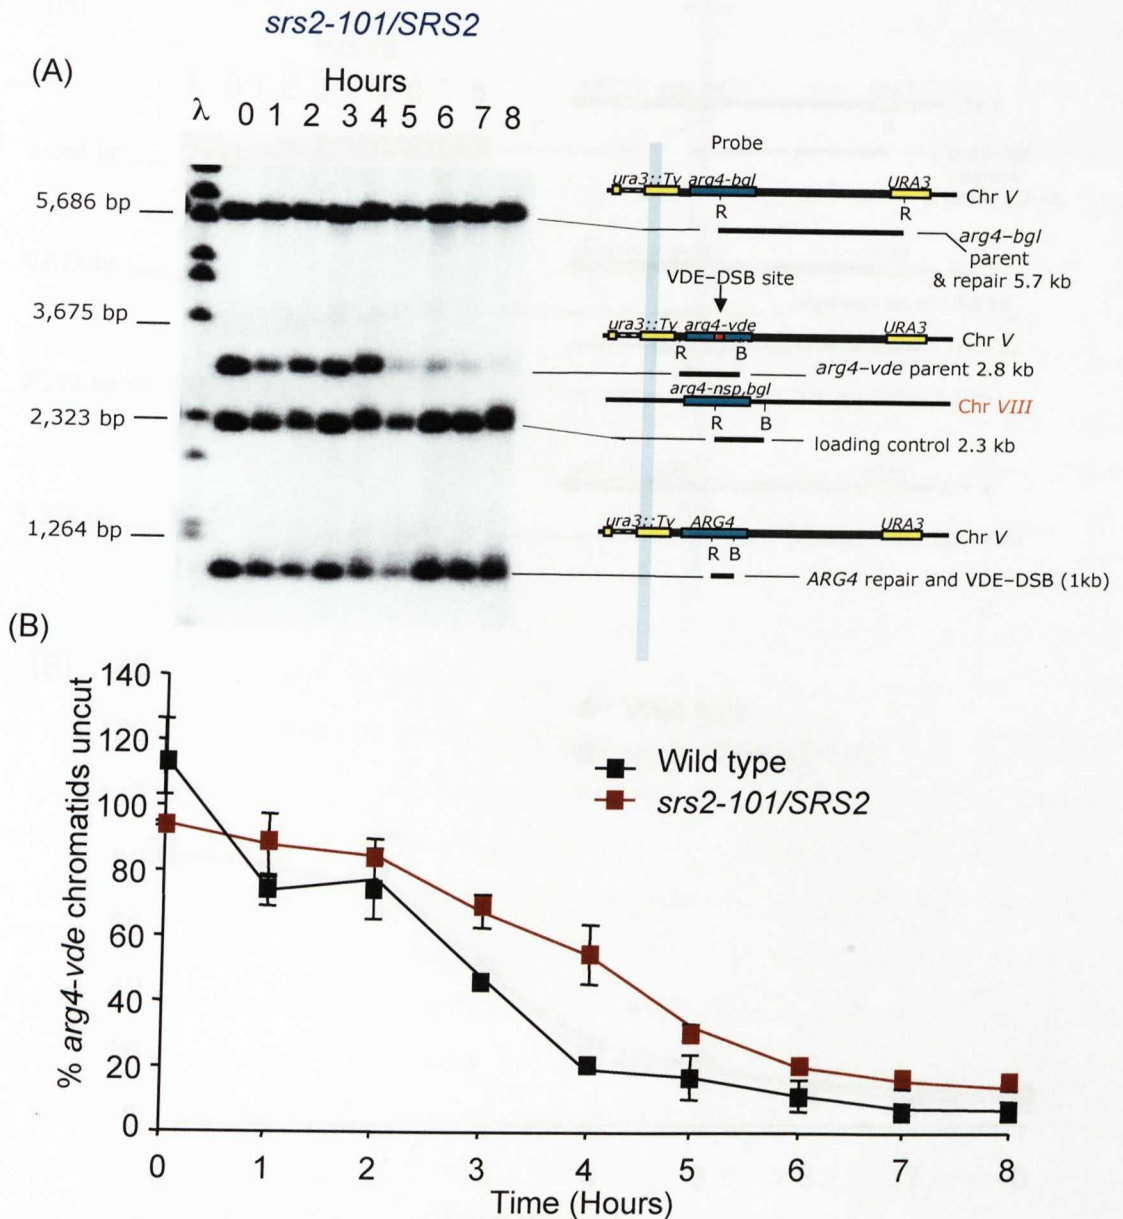 srs2-101/SRS2
(A)
Hours
λ 0 1 2 3 4 5 6 7 8
5,686 bp
3,675 bp
2,323 bp
1,264 bp
Probe
ura3::Tv arg4-bgl URA3
Chr V
R R
arg4–bgl
parent
& repair 5.7 kb
VDE–DSB site
ura3::Tv arg4-vde URA3
Chr V
R B
arg4–vde parent 2.8 kb
arg4-nsp,bgl
Chr VIII
R B
loading control 2.3 kb
ura3::Tv ARG4 URA3
Chr V
R B
ARG4 repair and VDE–DSB (1kb)
(B)
% arg4-vde chromatids uncut
140
120
100
80
60
40
20
0
Wild type
srs2-101/SRS2
0 1 2 3 4 5 6 7 8
Time (Hours)